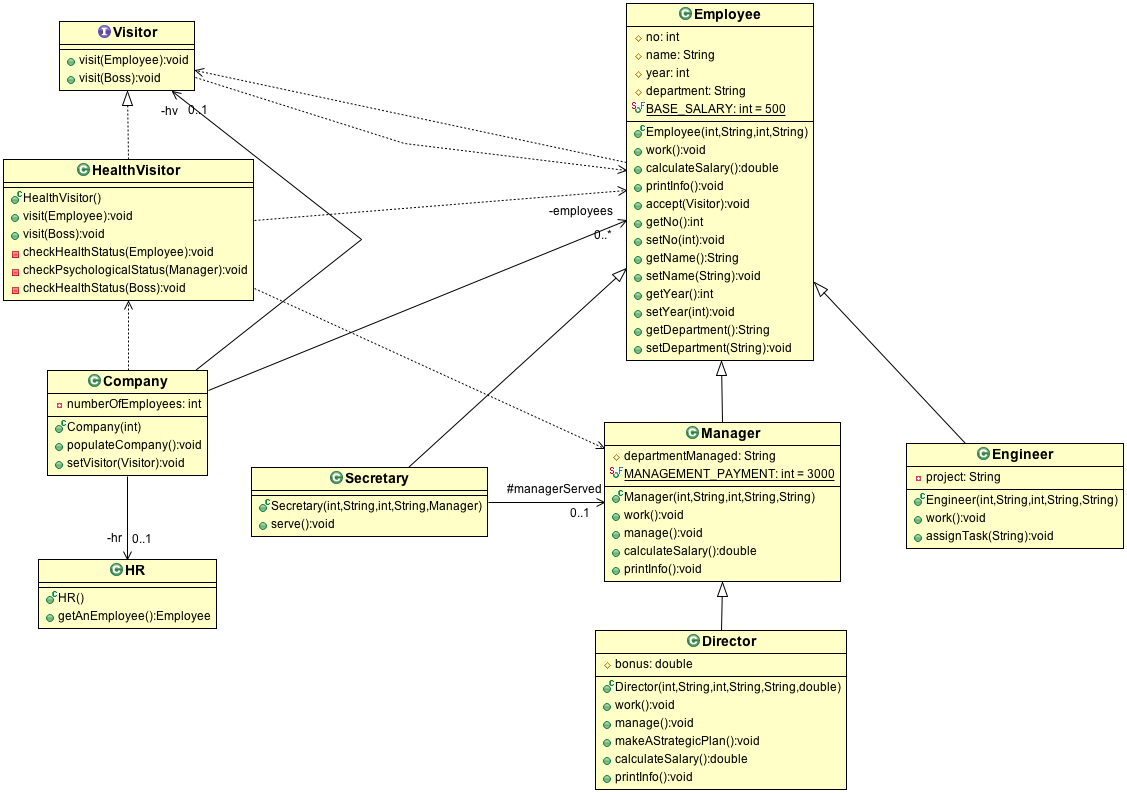 Visitor
visit(Employee):void
visit(Boss):void
-hv 0..1
HealthVisitor
HealthVisitor()
visit(Employee):void
visit(Boss):void
checkHealthStatus(Employee):void
checkPsychologicalStatus(Manager):void
checkHealthStatus(Boss):void
Company
numberOfEmployees: int
Company(int)
populateCompany():void
setVisitor(Visitor):void
-hr 0..1
HR
HR()
getAnEmployee():Employee
Employee
no: int
name: String
year: int
department: String
BASE_SALARY: int = 500
Employee(int,String,int,String)
work():void
calculateSalary():double
printInfo():void
accept(Visitor):void
getNo():int
setNo(int):void
getName():String
setName(String):void
getYear():int
setYear(int):void
getDepartment():String
setDepartment(String):void
-employees
0..*
Secretary
Secretary(int,String,int,String,Manager)
serve():void
#managerServed
0..1
Manager
departmentManaged: String
MANAGEMENT_PAYMENT: int = 3000
Manager(int,String,int,String,String)
work():void
manage():void
calculateSalary():double
printInfo():void
Engineer
project: String
Engineer(int,String,int,String,String)
work():void
assignTask(String):void
Director
bonus: double
Director(int,String,int,String,String,double)
work():void
manage():void
makeAStrategicPlan():void
calculateSalary():double
printInfo():void